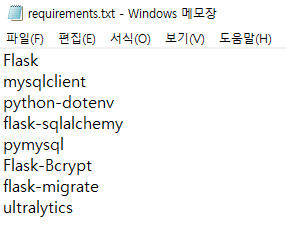 requirements.txt - Windows 메모장
파일(F) 편집(E) 서식(O) 보기(V) 도움말(H)
Flask
mysqlclient
python-dotenv
flask-sqlalchemy
pymysql
Flask-Bcrypt
flask-migrate
ultralytics